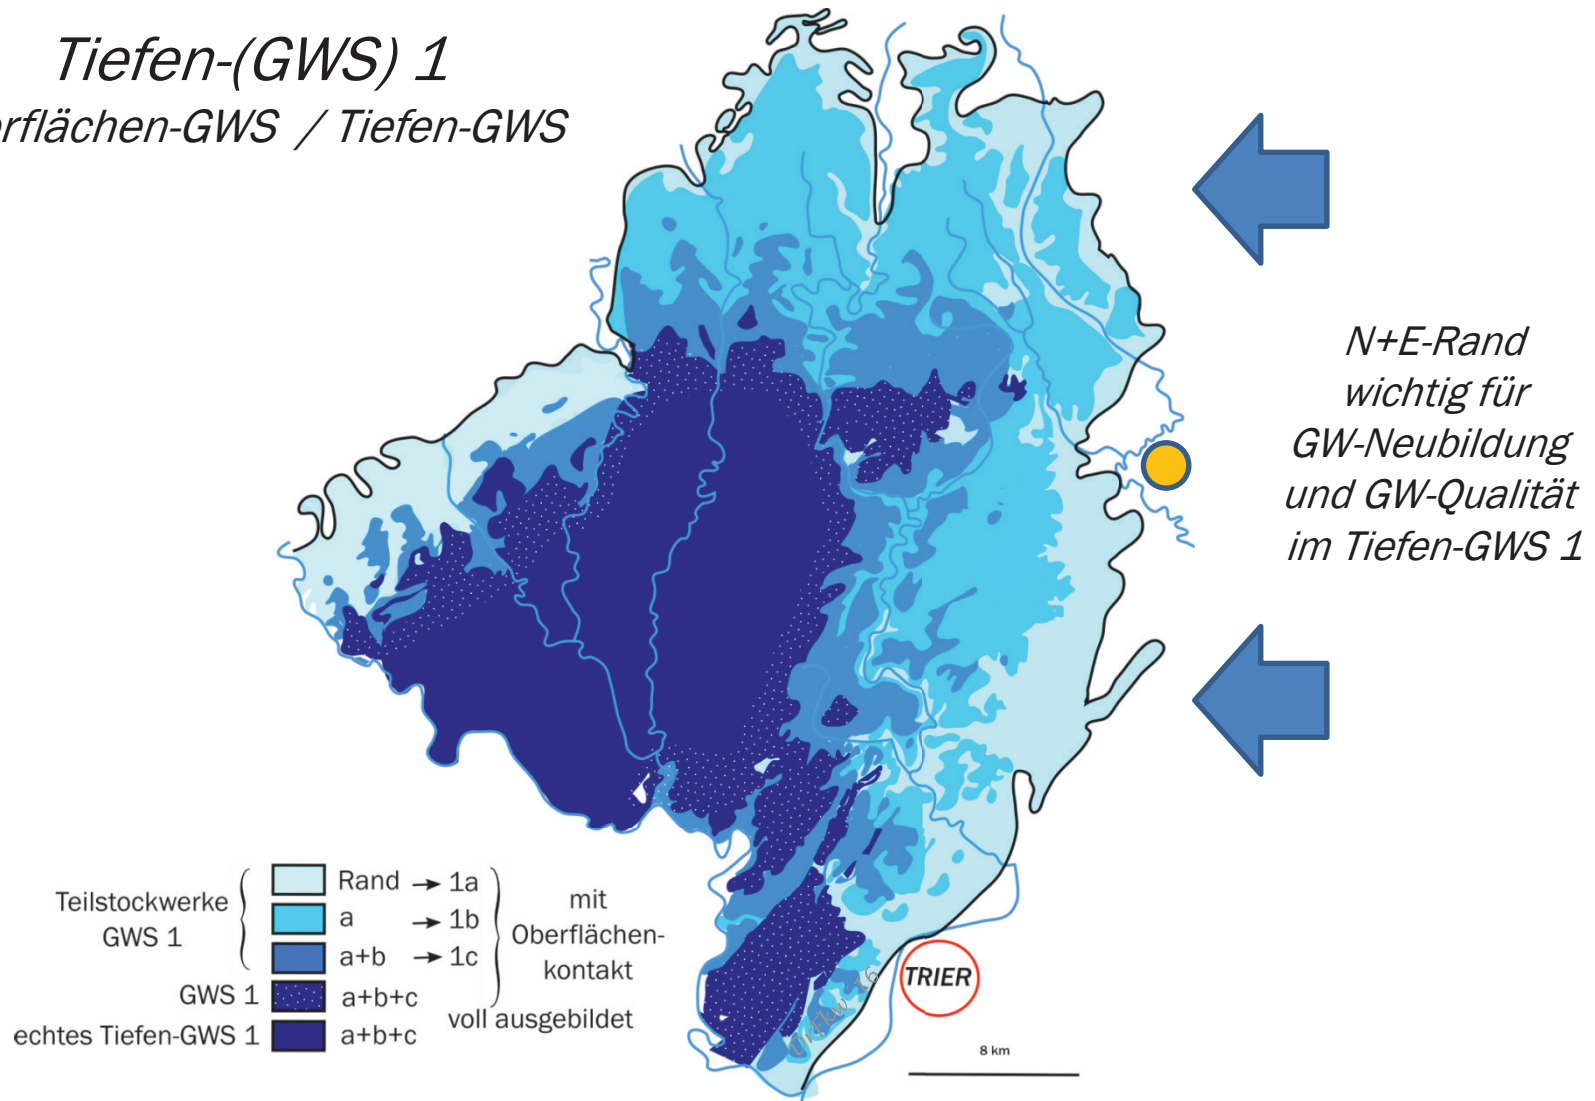 Tiefen-(GWS) 1
rflächen-GWS / Tiefen-GWS
N+E-Rand
wichtig für
GW-Neubildung
und GW-Qualität
im Tiefen-GWS 1
Teilstockwerke
GWS 1
Rand → 1a
a → 1b
a+b → 1c
mit
Oberflächen-
kontakt
GWS 1 a+b+c
echtes Tiefen-GWS 1 a+b+c
voll ausgebildet
TRIER
8 km